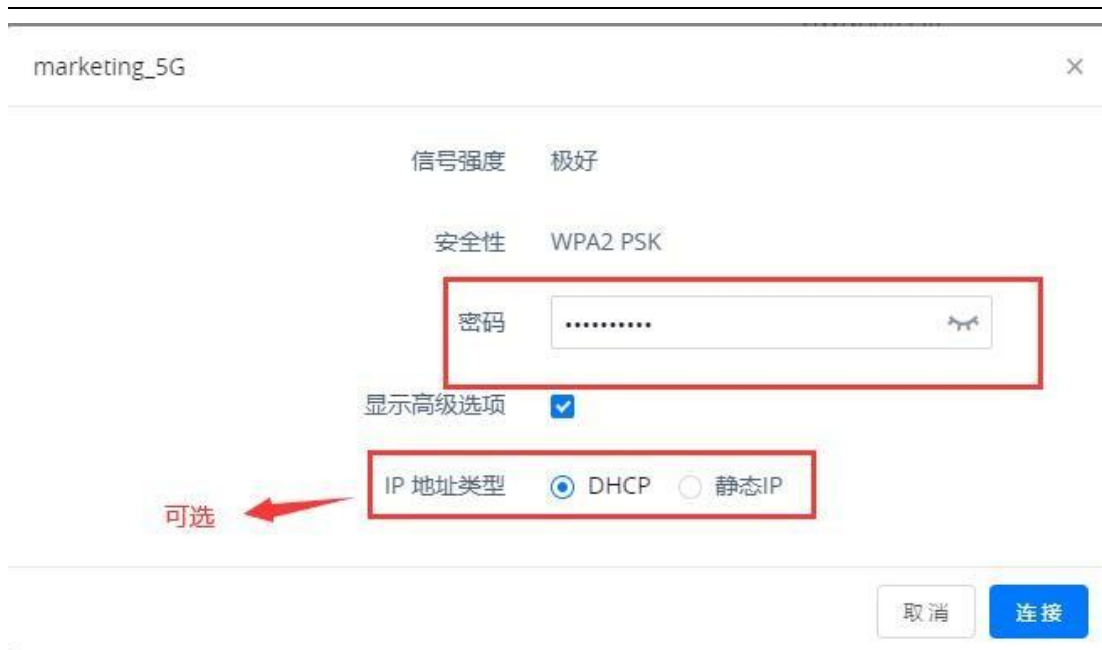 marketing_5G ×
信号强度 极好
安全性 WPA2 PSK
密码 ••••••••••
显示高级选项
IP 地址类型 DHCP 静态IP
可选
取消 连接